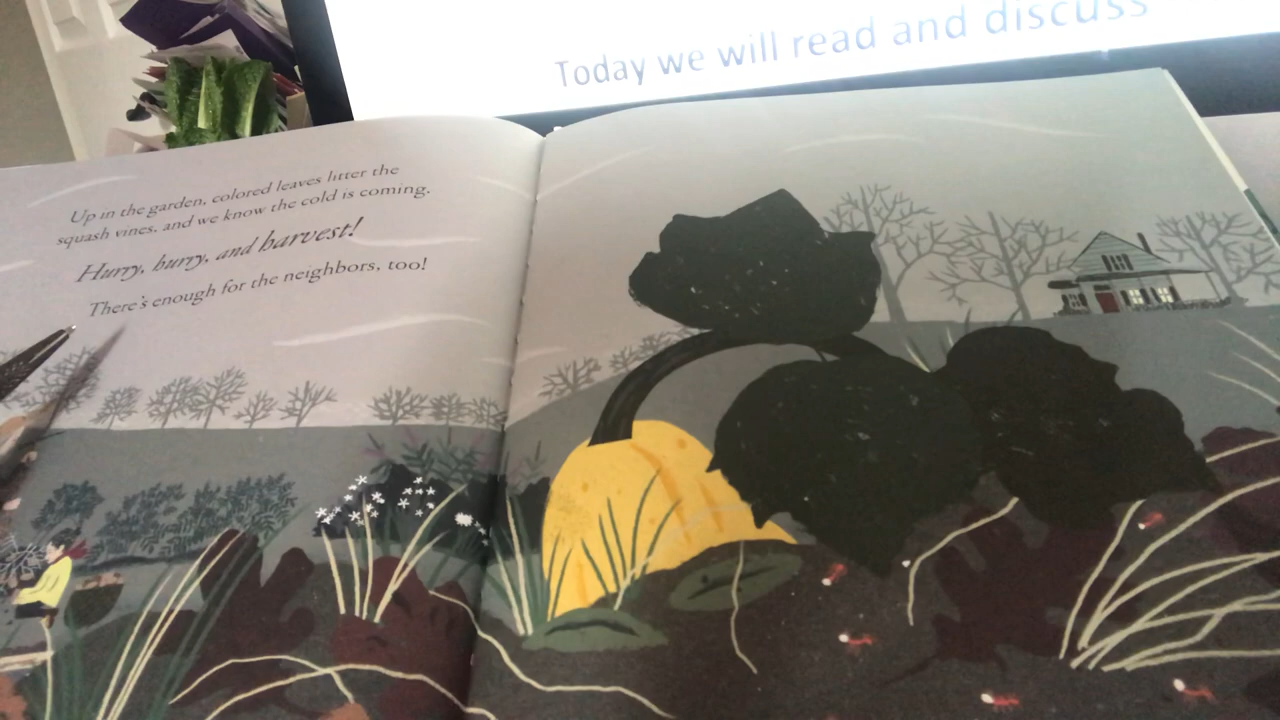 Today we will read and discuss
Up in the garden, colored leaves litter the
squash vines, and we know the cold is coming.
Hurry, hurry, and harvest!
There's enough for the neighbors, too!